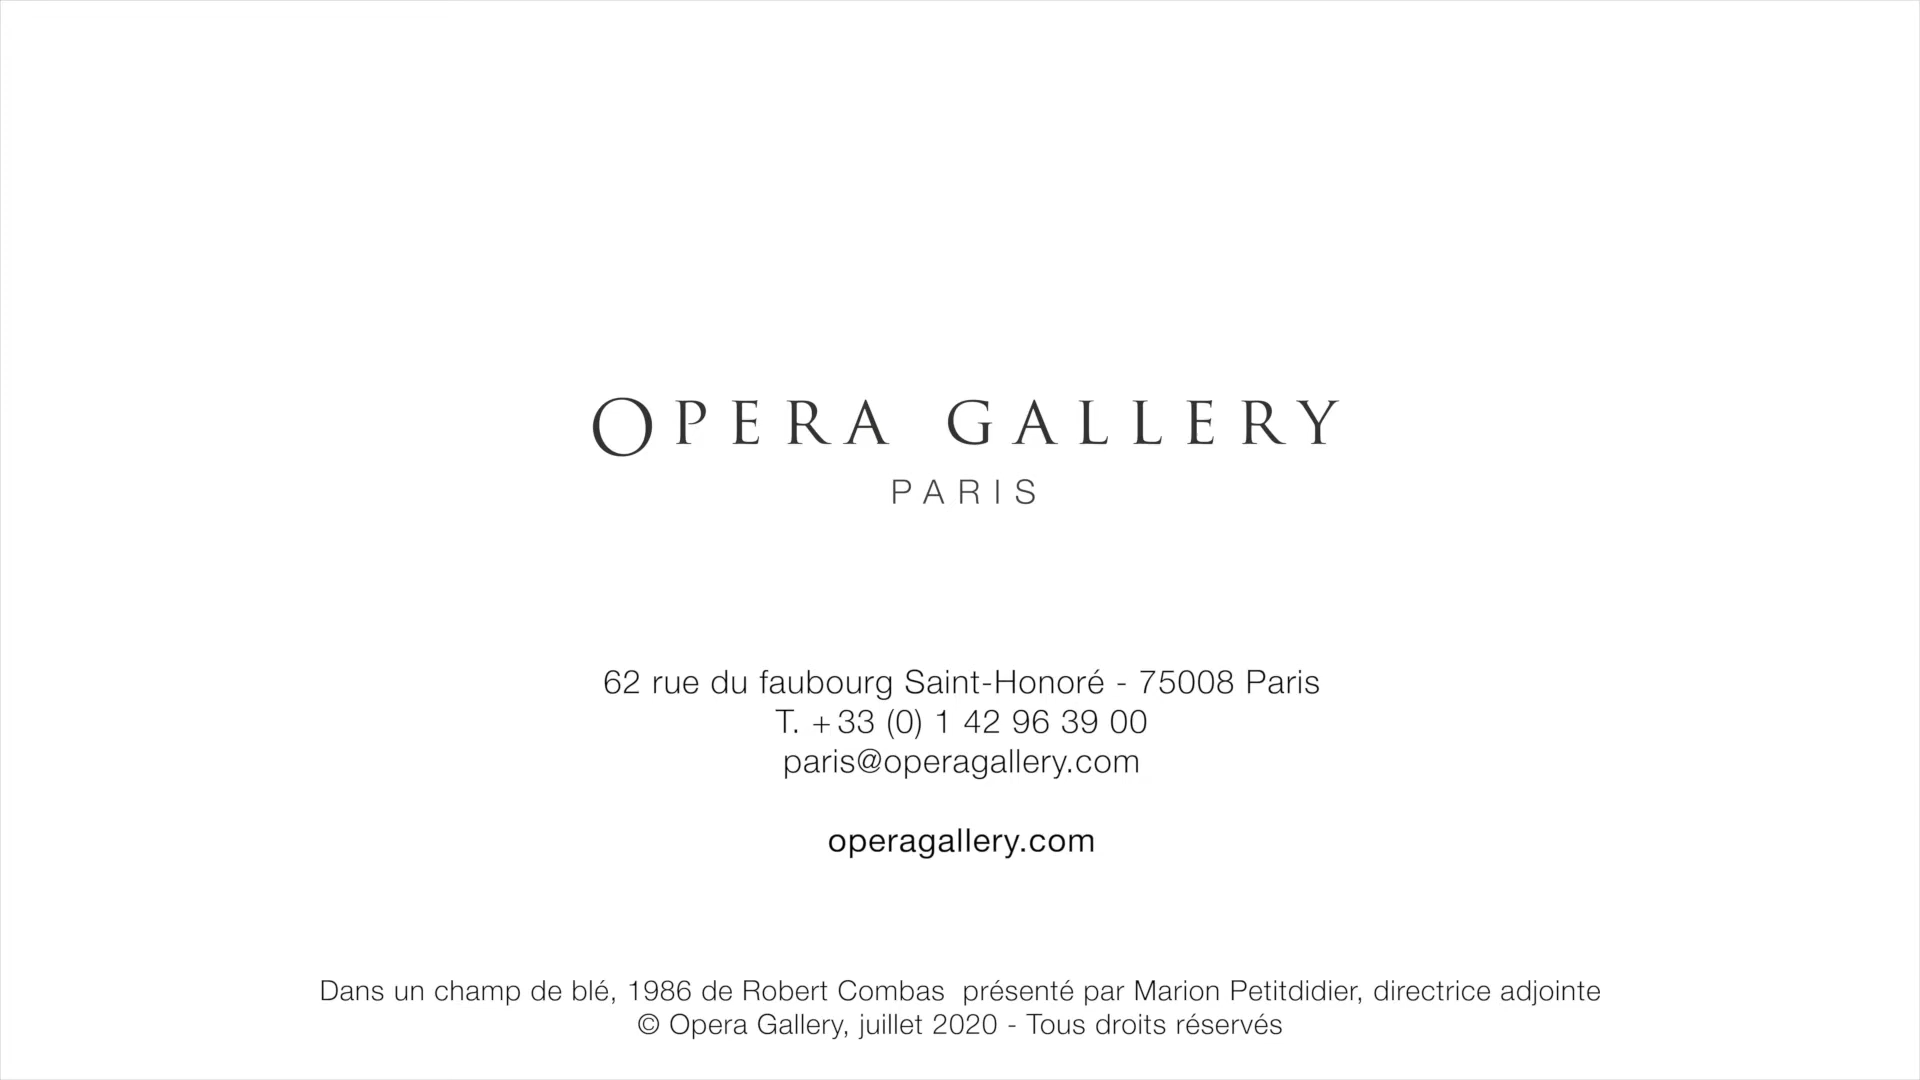 OPERA GALLERY
PARIS
62 rue du faubourg Saint-Honoré - 75008 Paris
T. +33 (0) 1 42 96 39 00
paris@operagallery.com
operagallery.com
Dans un champ de blé, 1986 de Robert Combas  présenté par Marion Petitdidier, directrice adjointe
© Opera Gallery, juillet 2020 - Tous droits réservés